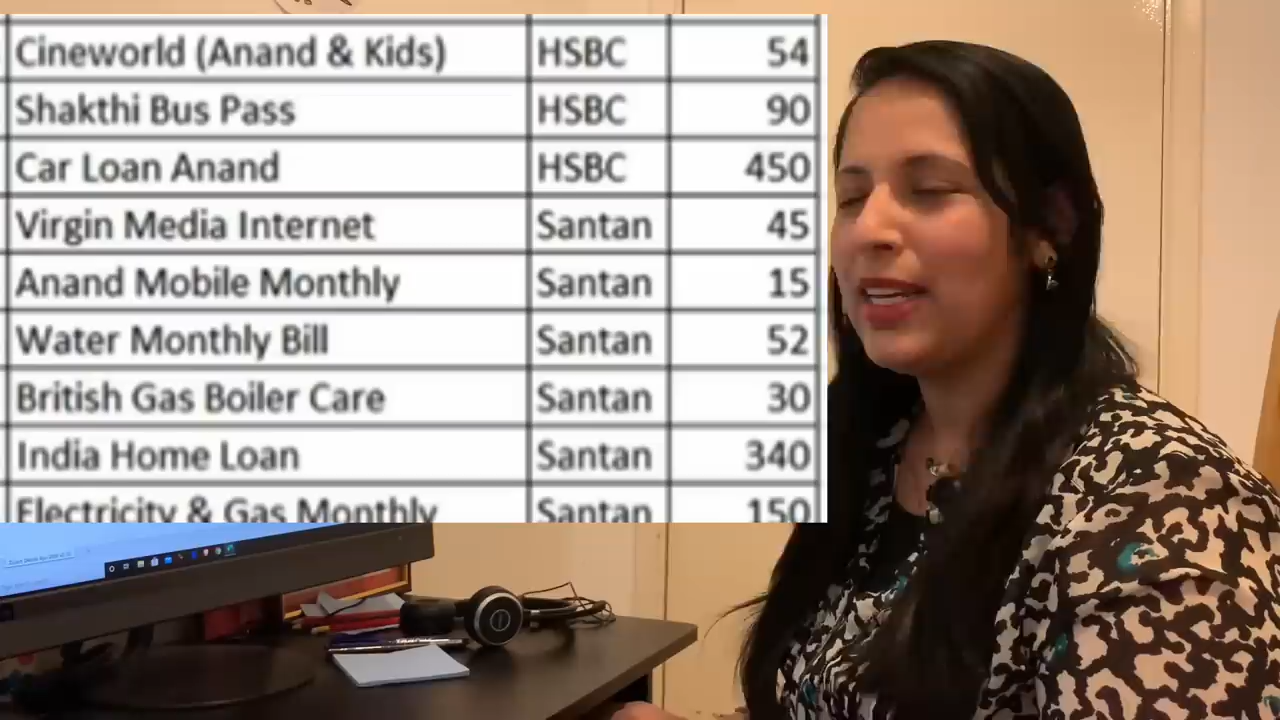 Cineworld (Anand & Kids) HSBC 54
Shakthi Bus Pass HSBC 90
Car Loan Anand HSBC 450
Virgin Media Internet Santan 45
Anand Mobile Monthly Santan 15
Water Monthly Bill Santan 52
British Gas Boiler Care Santan 30
India Home Loan Santan 340
Electricity & Gas Monthly Santan 150